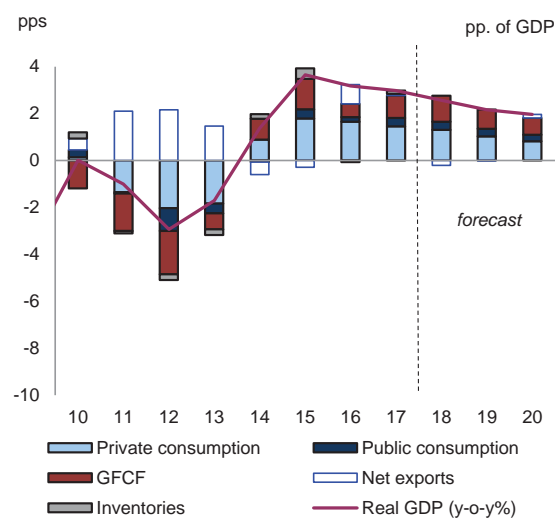 pps
pp. of GDP
4
2
0
-2
-4
-6
-8
-10
forecast
10 11 12 13 14 15 16 17 18 19 20
Private consumption Public consumption
GFCF Net exports
Inventories Real GDP (y-o-y%)